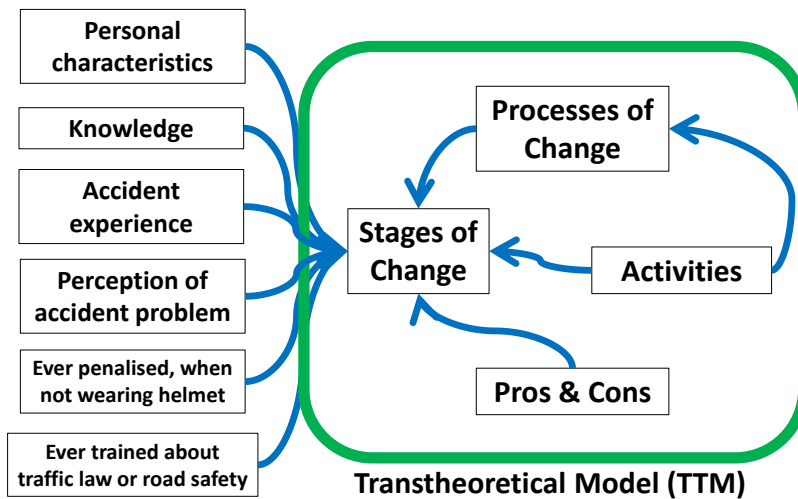 Personal
characteristics
Knowledge
Accident
experience
Perception of
accident problem
Ever penalised, when
not wearing helmet
Ever trained about
traffic law or road safety
Processes of
Change
Stages of
Change
Activities
Pros & Cons
Transtheoretical Model (TTM)